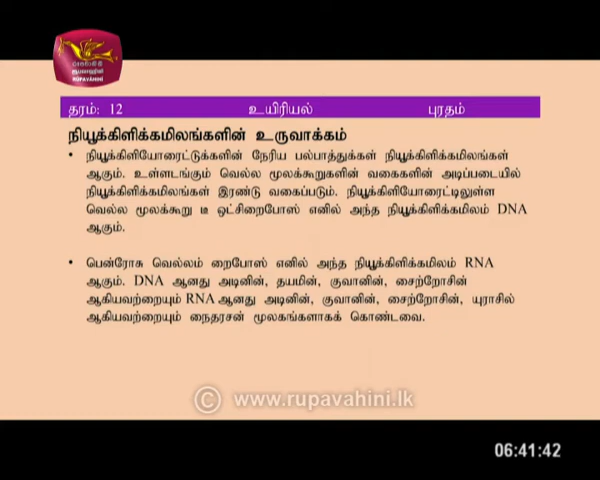 රූපවාහිනී
ரூபவாஹினி
RUPAVAHINI
தரம்: 12 உயிரியல் புரதம்
நியூக்கிளிக்கமிலங்களின் உருவாக்கம்
• நியூக்கிளியோரைட்டுக்களின் நேரிய பல்பாத்துக்கள் நியூக்கிளிக்கமிலங்கள்
ஆகும். உள்ளடங்கும் வெல்ல மூலக்கூறுகளின் வகைகளின் அடிப்படையில்
நியூக்கிளிக்கமிலங்கள் இரண்டு வகைப்படும். நியூக்கிளியோரைட்டிலுள்ள
வெல்ல மூலக்கூறு டீ ஒட்சிறைபோஸ் எனில் அந்த நியூக்கிளிக்கமிலம் DNA
ஆகும்.
• பென்ரோசு வெல்லம் றைபோஸ் எனில் அந்த நியூக்கிளிக்கமிலம் RNA
ஆகும். DNA ஆனது அடினின், தயமின், குவானின், சைற்றோசின்
ஆகியவற்றையும் RNA ஆனது அடினின், குவானின், சைற்றோசின், யுராசில்
ஆகியவற்றையும் நைதரசன் மூலகங்களாகக் கொண்டவை.
© www.rupavahini.lk
06:41:42